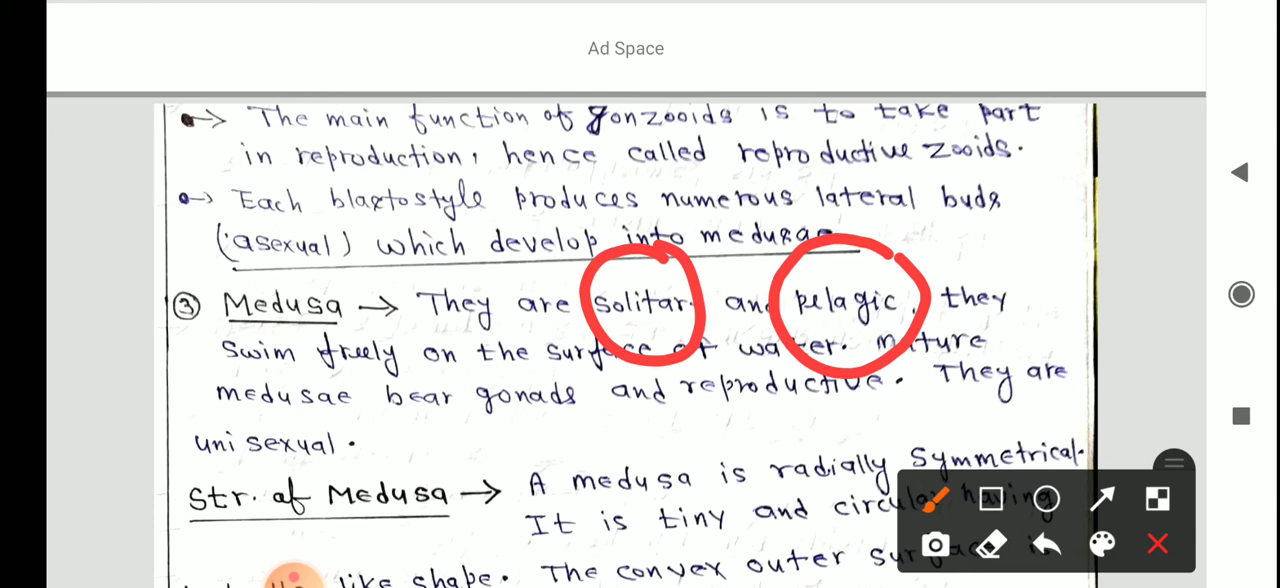 Ad Space
The main function of gonzooids is to take part
in reproduction, hence called reproductive zooids.
Each blastostyle produces numerous lateral buds
(asexual) which develop into medusae
③ Medusa → They are solitar and pelagic, they
swim freely on the surface of water. mature
medusae bear gonads and reproductive. They are
unisexual.
Str. of Medusa → A medusa is radially symmetrical.
It is tiny and circular having
like shape. The convex outer surface is